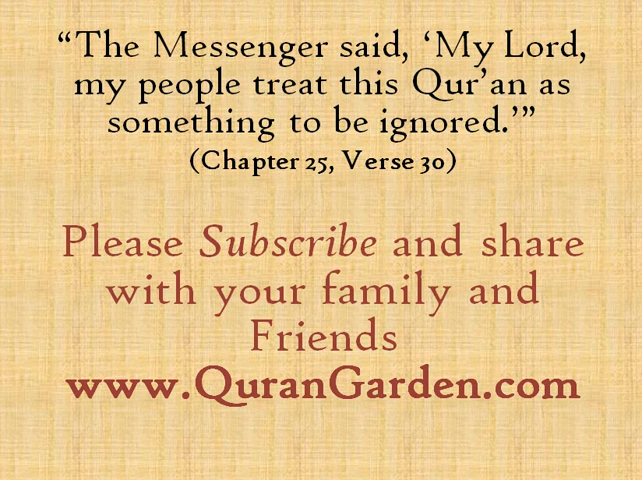 “The Messenger said, ‘My Lord,
my people treat this Qur’an as
something to be ignored.’”
(Chapter 25, Verse 30)
Please Subscribe and share
with your family and
Friends
www.QuranGarden.com